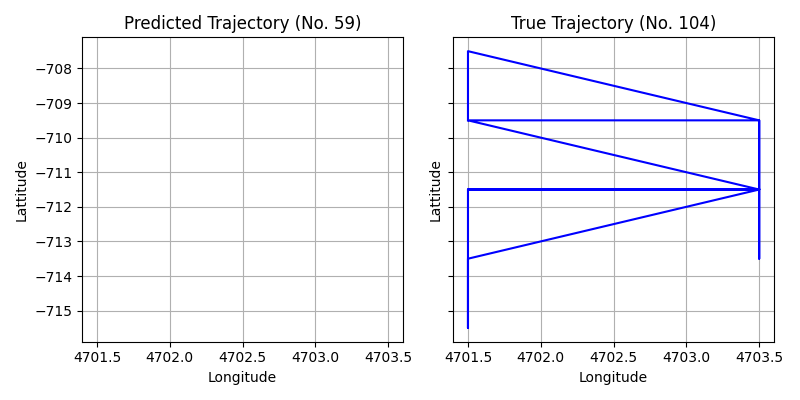 Predicted Trajectory (No. 59)
True Trajectory (No. 104)
Lattitude
−708
−709
−710
−711
−712
−713
−714
−715
4701.5 4702.0 4702.5 4703.0 4703.5
Longitude
Lattitude
4701.5 4702.0 4702.5 4703.0 4703.5
Longitude